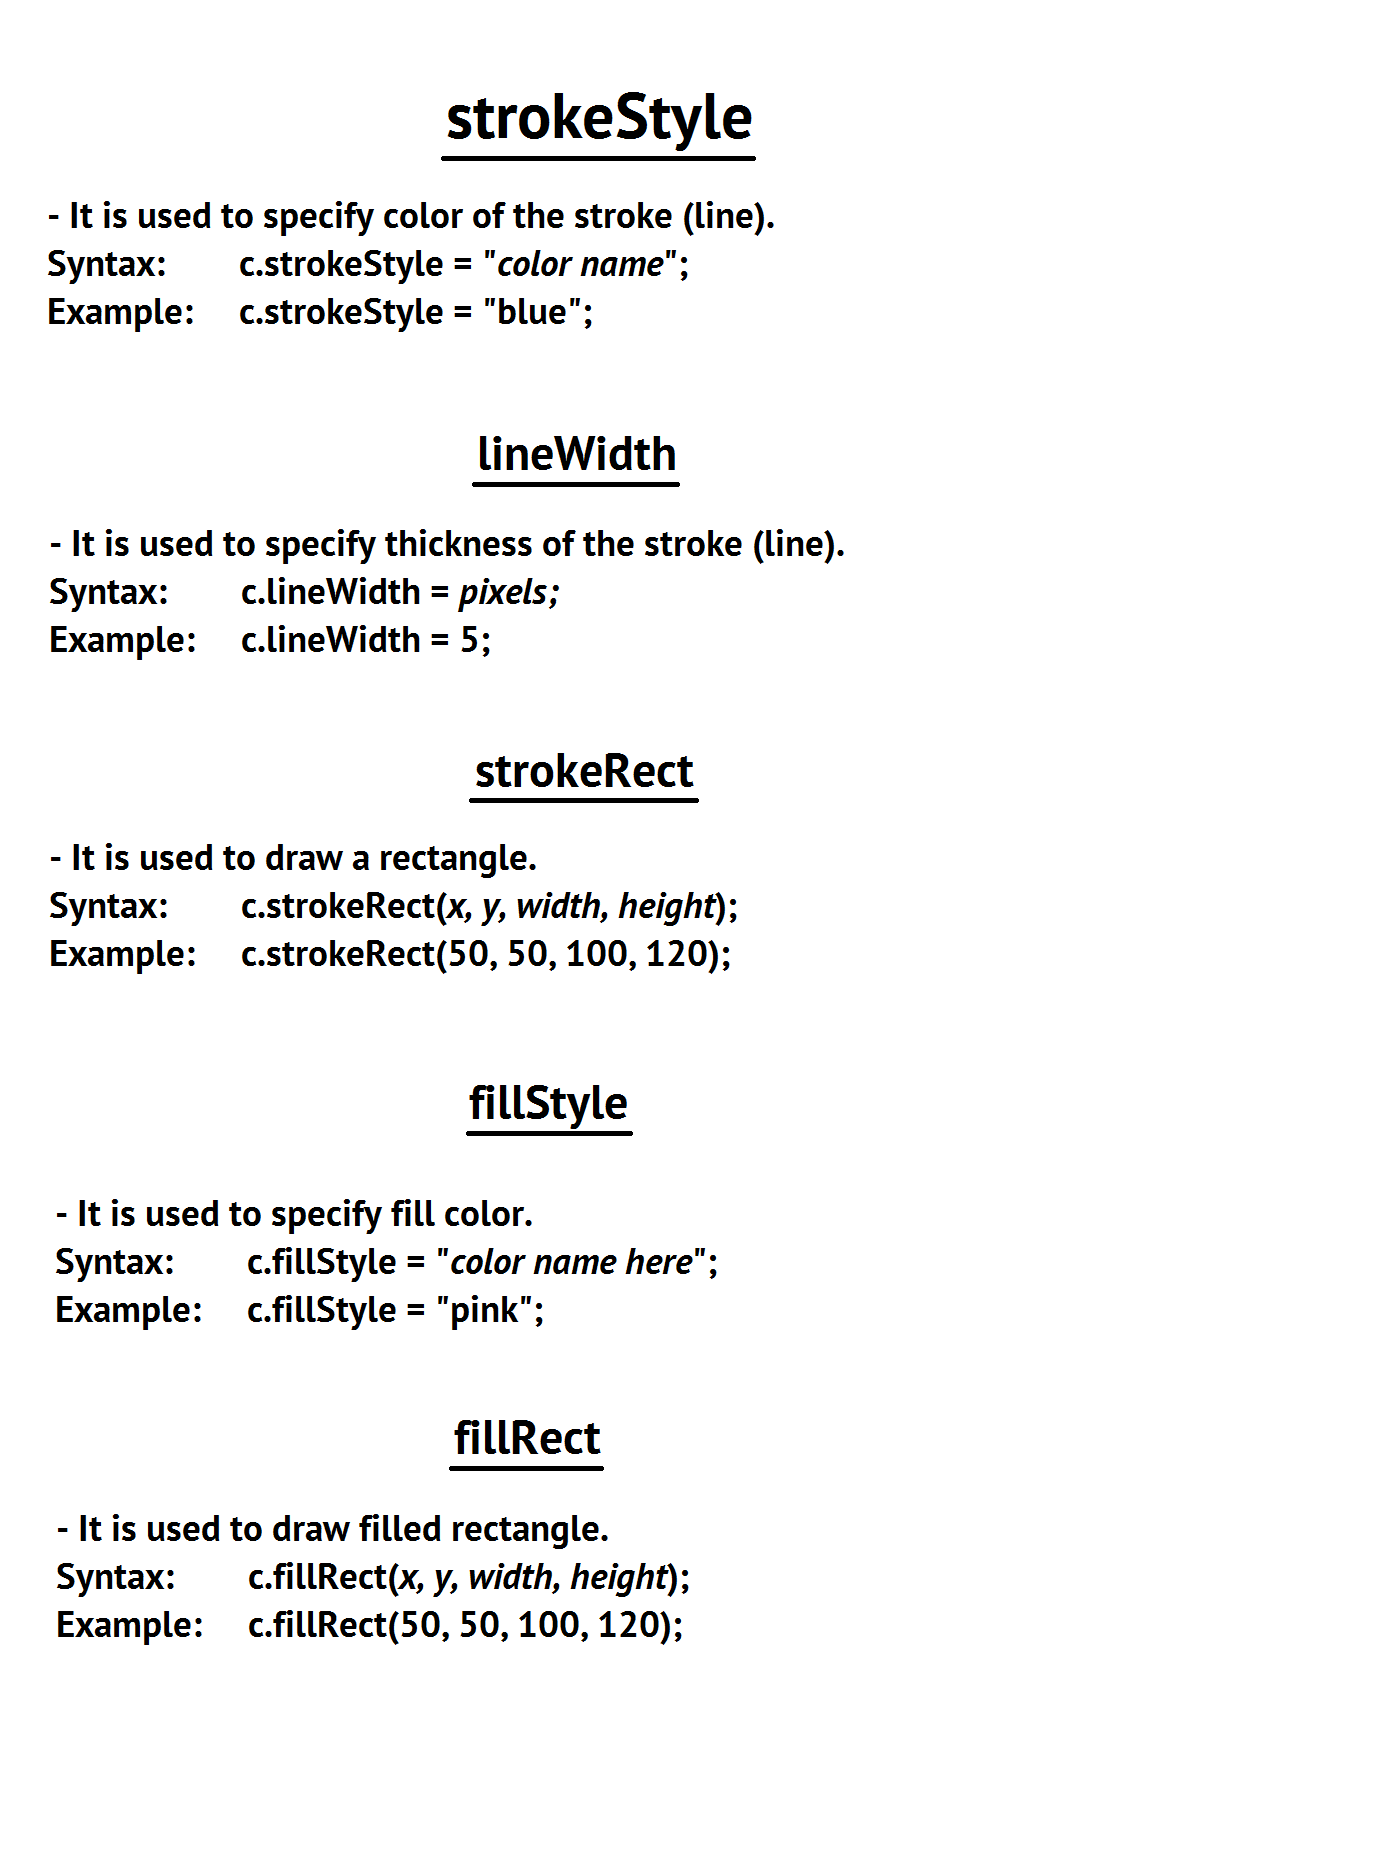 strokeStyle
- It is used to specify color of the stroke (line).
Syntax: c.strokeStyle = "color name";
Example: c.strokeStyle = "blue";
lineWidth
- It is used to specify thickness of the stroke (line).
Syntax: c.lineWidth = pixels;
Example: c.lineWidth = 5;
strokeRect
- It is used to draw a rectangle.
Syntax: c.strokeRect(x, y, width, height);
Example: c.strokeRect(50, 50, 100, 120);
fillStyle
- It is used to specify fill color.
Syntax: c.fillStyle = "color name here";
Example: c.fillStyle = "pink";
fillRect
- It is used to draw filled rectangle.
Syntax: c.fillRect(x, y, width, height);
Example: c.fillRect(50, 50, 100, 120);